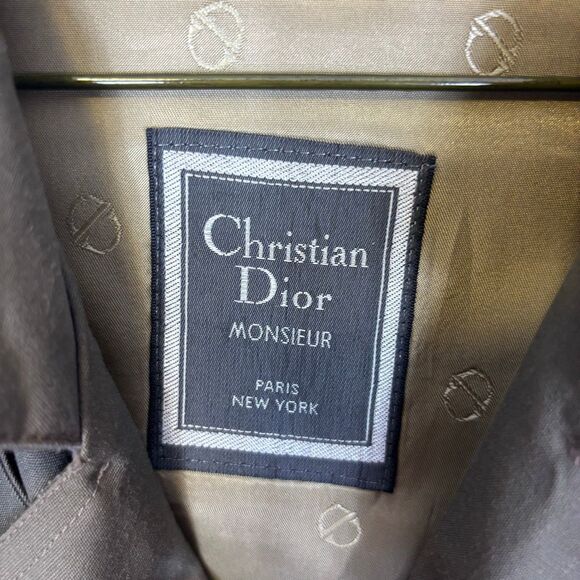 Christian
Dior
MONSIEUR
PARIS
NEW YORK